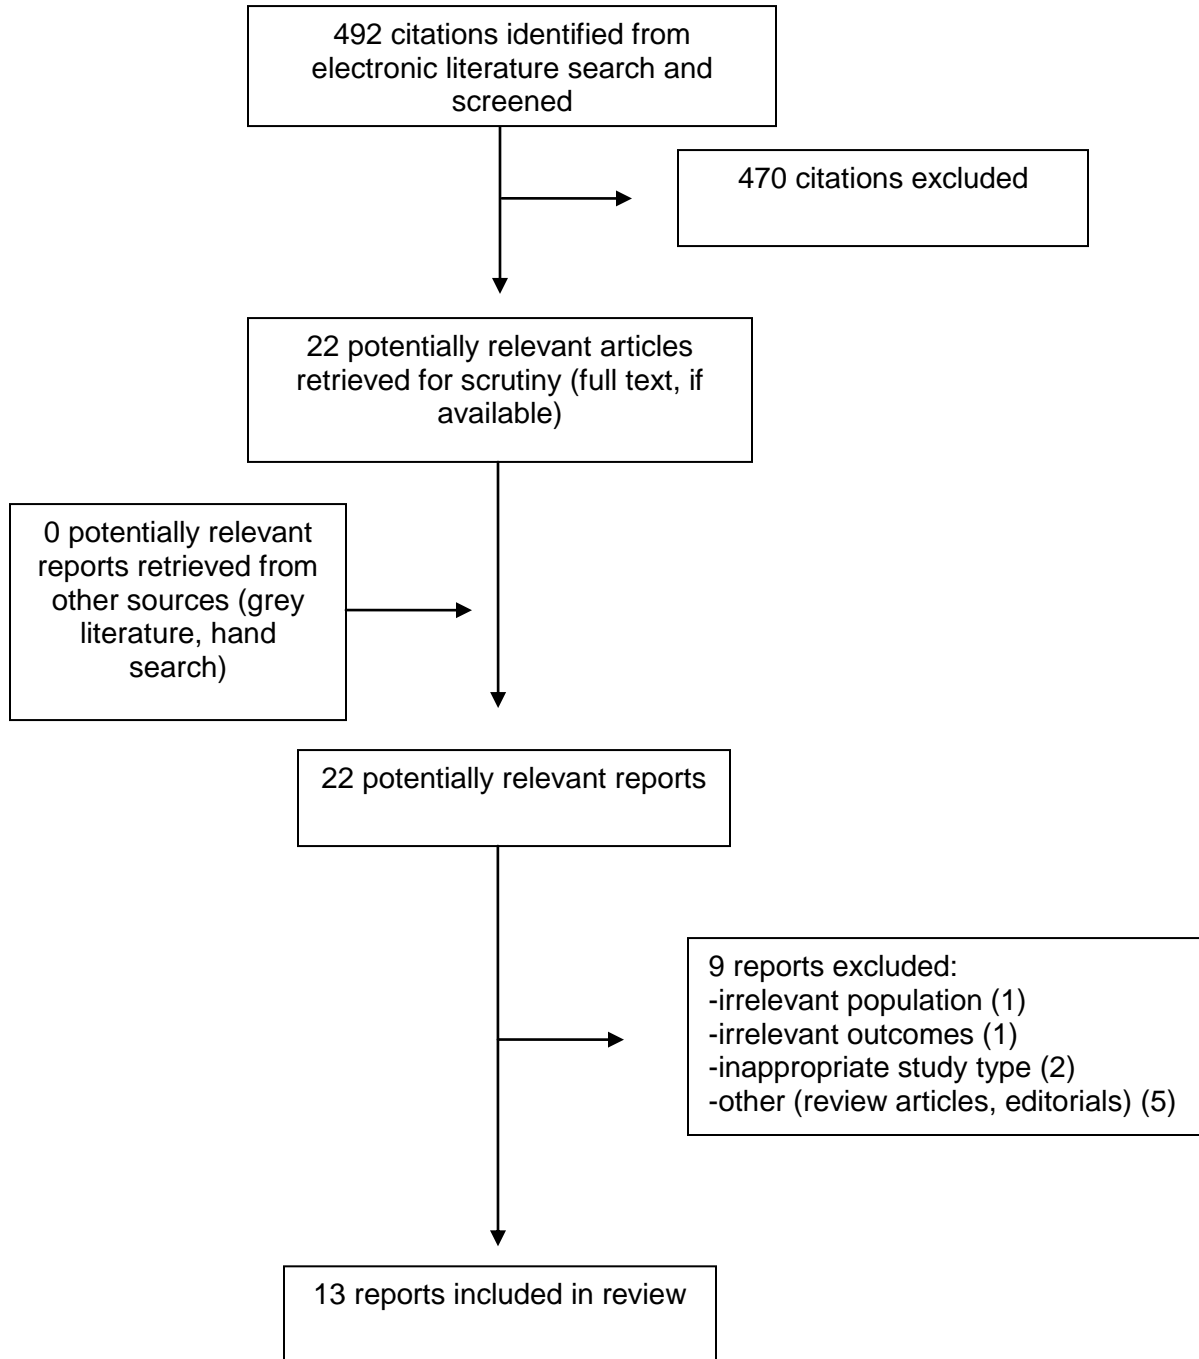 492 citations identified from
electronic literature search and
screened
470 citations excluded
22 potentially relevant articles
retrieved for scrutiny (full text, if
available)
0 potentially relevant
reports retrieved from
other sources (grey
literature, hand
search)
22 potentially relevant reports
9 reports excluded:
-irrelevant population (1)
-irrelevant outcomes (1)
-inappropriate study type (2)
-other (review articles, editorials) (5)
13 reports included in review